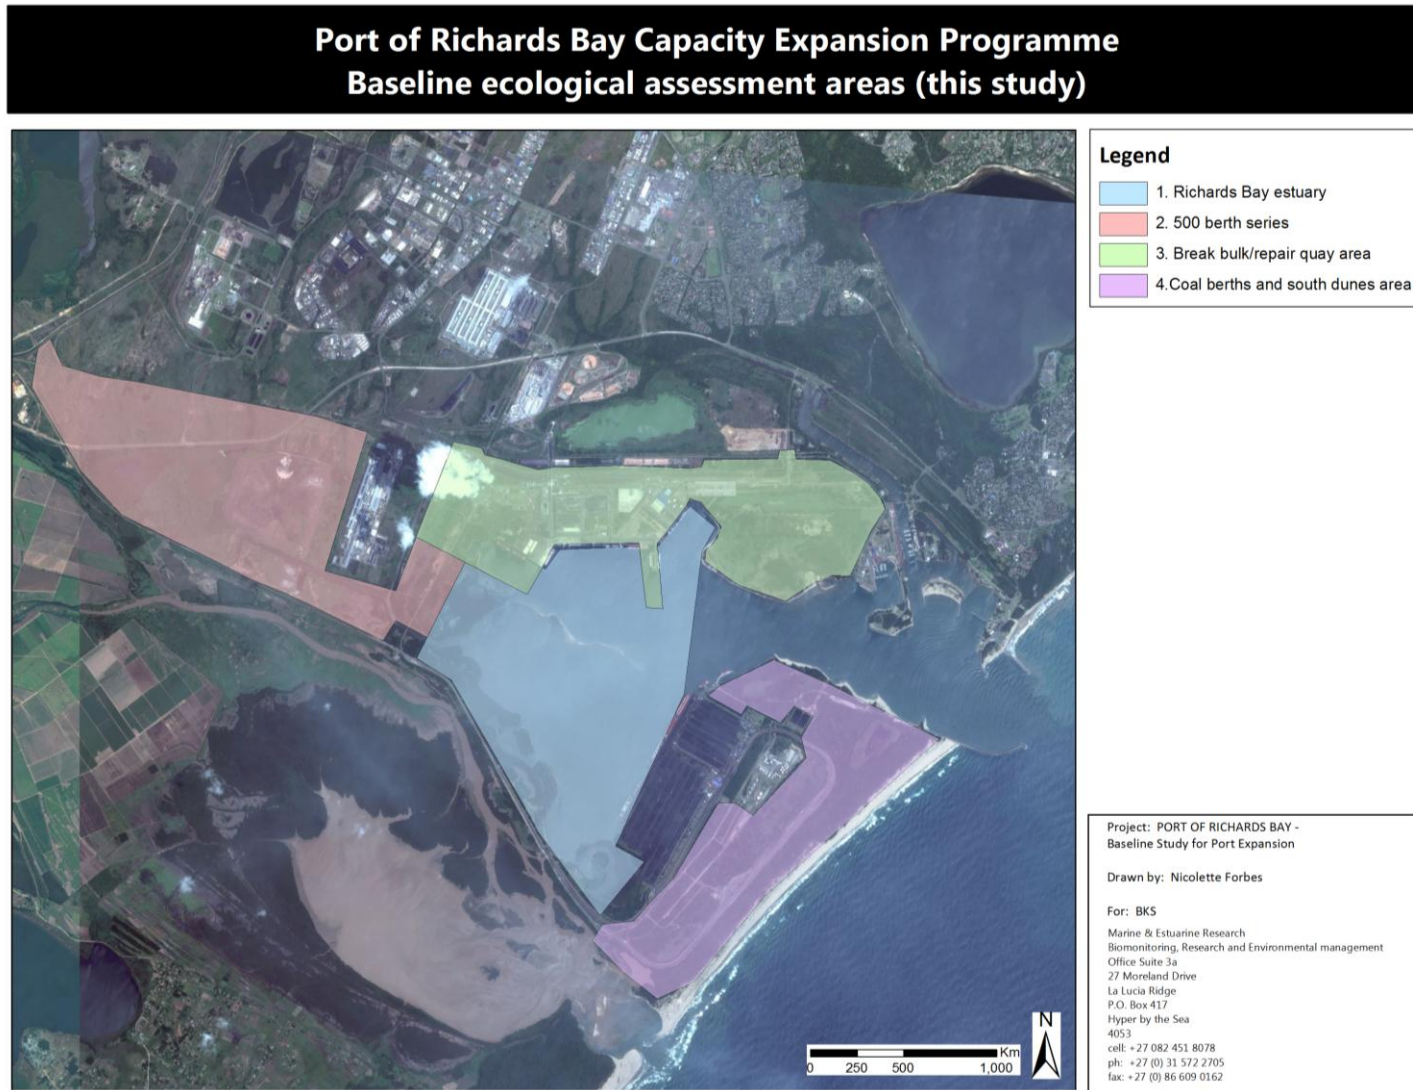 Port of Richards Bay Capacity Expansion Programme
Baseline ecological assessment areas (this study)
Legend
1. Richards Bay estuary
2. 500 berth series
3. Break bulk/repair quay area
4.Coal berths and south dunes area
Project: PORT OF RICHARDS BAY -
Baseline Study for Port Expansion
Drawn by: Nicolette Forbes
For: BKS
Marine & Estuarine Research
Biomonitoring, Research and Environmental management
Office Suite 3a
27 Moreland Drive
La Lucia Ridge
P.O. Box 417
Hyper by the Sea
4053
cell: +27 082 451 8078
ph: +27 (0) 31 572 2705
fax: +27 (0) 86 609 0162
N
Km
0 250 500 1,000